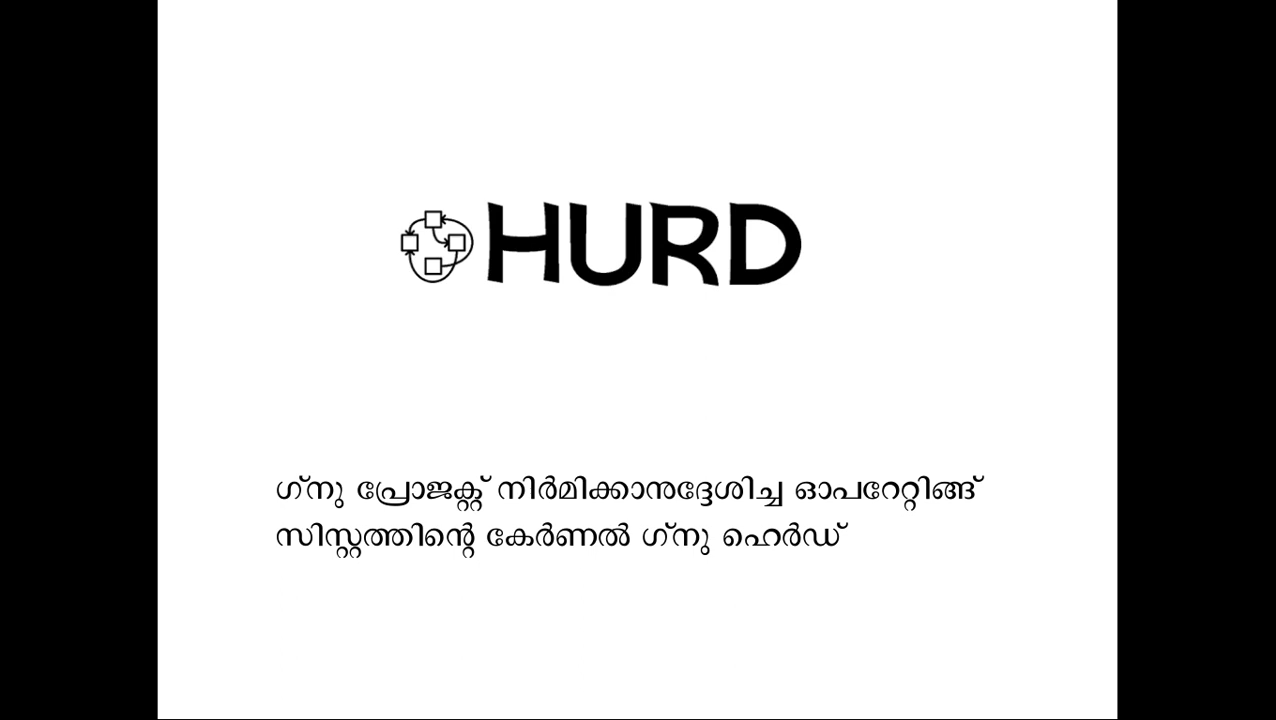 HURD
ഗ്നു പ്രോജക്റ്റ് നിർമിക്കാനുദ്ദേശിച്ച ഓപറേറ്റിങ്ങ്
സിസ്റ്റത്തിന്റെ കേർണൽ ഗ്നു ഹെർഡ്